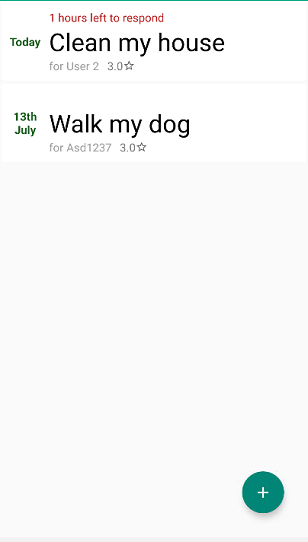 1 hours left to respond
Today
Clean my house
for User 2 3.0☆
13th
July
Walk my dog
for Asd1237 3.0☆
+